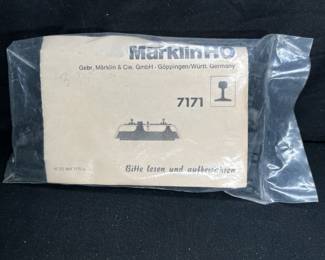 Märklin HO
Gebr. Märklin & Cie. GmbH · Göppingen/Württ. Germany
7171
Bitte lesen und aufbewahren